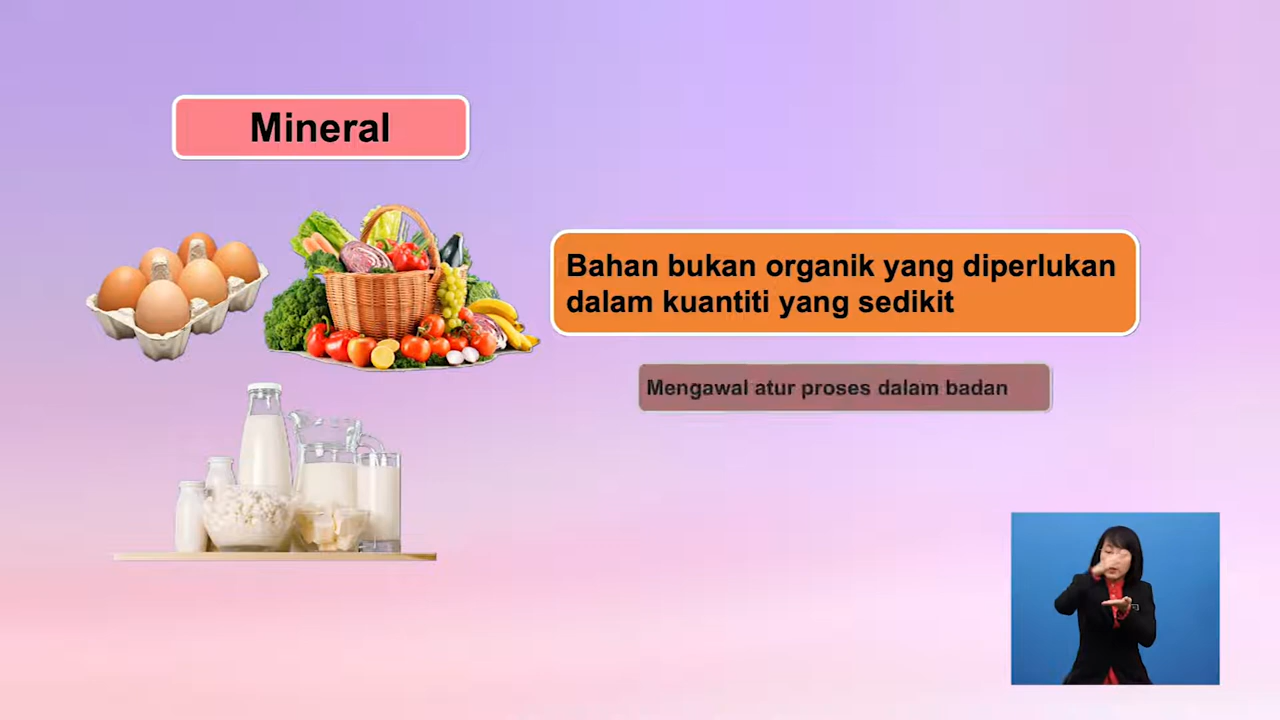 Mineral
Bahan bukan organik yang diperlukan
dalam kuantiti yang sedikit
Mengawal atur proses dalam badan